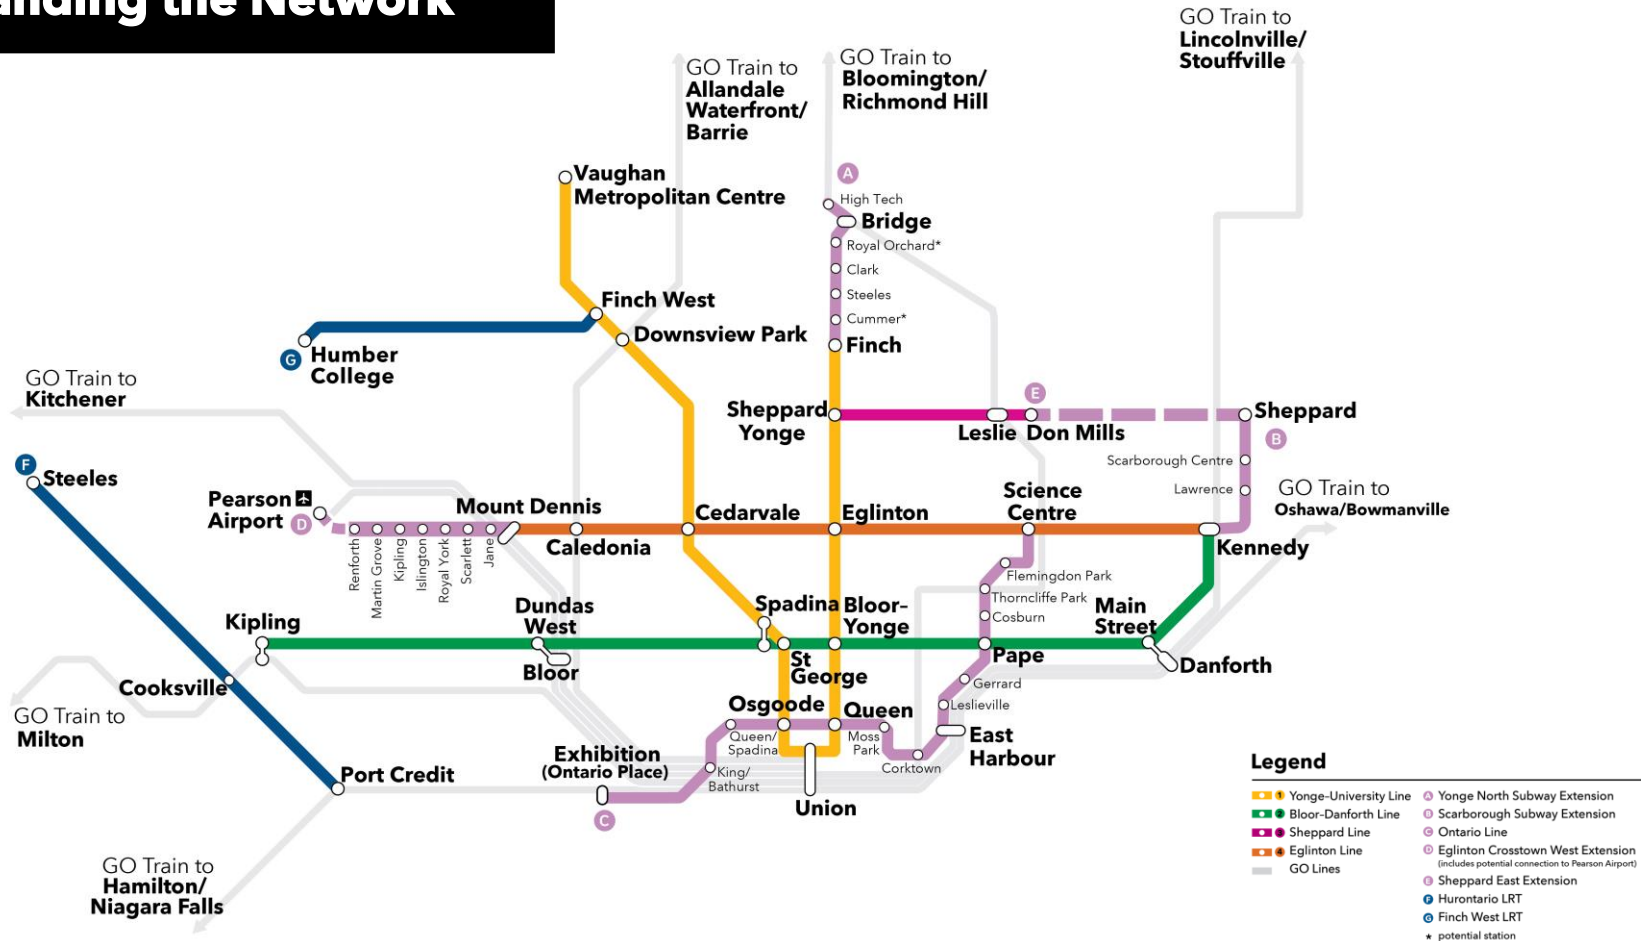 anding the Network
GO Train to
Lincolnville/
Stouffville
GO Train to
Allandale
Waterfront/
Barrie
GO Train to
Bloomington/
Richmond Hill
A
High Tech
Bridge
Royal Orchard*
Clark
Steeles
Cummer*
Finch
Vaughan
Metropolitan Centre
Finch West
Downsview Park
G
Humber
College
GO Train to
Kitchener
Sheppard
Yonge
Leslie
Don Mills
E
Sheppard
B
Scarborough Centre
Lawrence
F
Steeles
Pearson
Airport
D
Renforth
Martin Grove
Kipling
Islington
Royal York
Scarlett
Jane
Mount Dennis
Caledonia
Cedarvale
Eglinton
Science
Centre
Kennedy
GO Train to
Oshawa/Bowmanville
Flemingdon Park
Thorncliffe Park
Cosburn
Kipling
Dundas
West
Bloor
Spadina
St
George
Bloor–
Yonge
Pape
Main
Street
Danforth
Cooksville
GO Train to
Milton
Gerrard
Leslieville
East
Harbour
Osgoode
Queen
Queen/
Spadina
Moss
Park
Corktown
King/
Bathurst
Exhibition
(Ontario Place)
C
Union
Port Credit
GO Train to
Hamilton/
Niagara Falls
Legend
1 Yonge–University Line
2 Bloor–Danforth Line
Sheppard Line
4 Eglinton Line
GO Lines
A Yonge North Subway Extension
B Scarborough Subway Extension
C Ontario Line
D Eglinton Crosstown West Extension
(includes potential connection to Pearson Airport)
E Sheppard East Extension
F Hurontario LRT
G Finch West LRT
* potential station